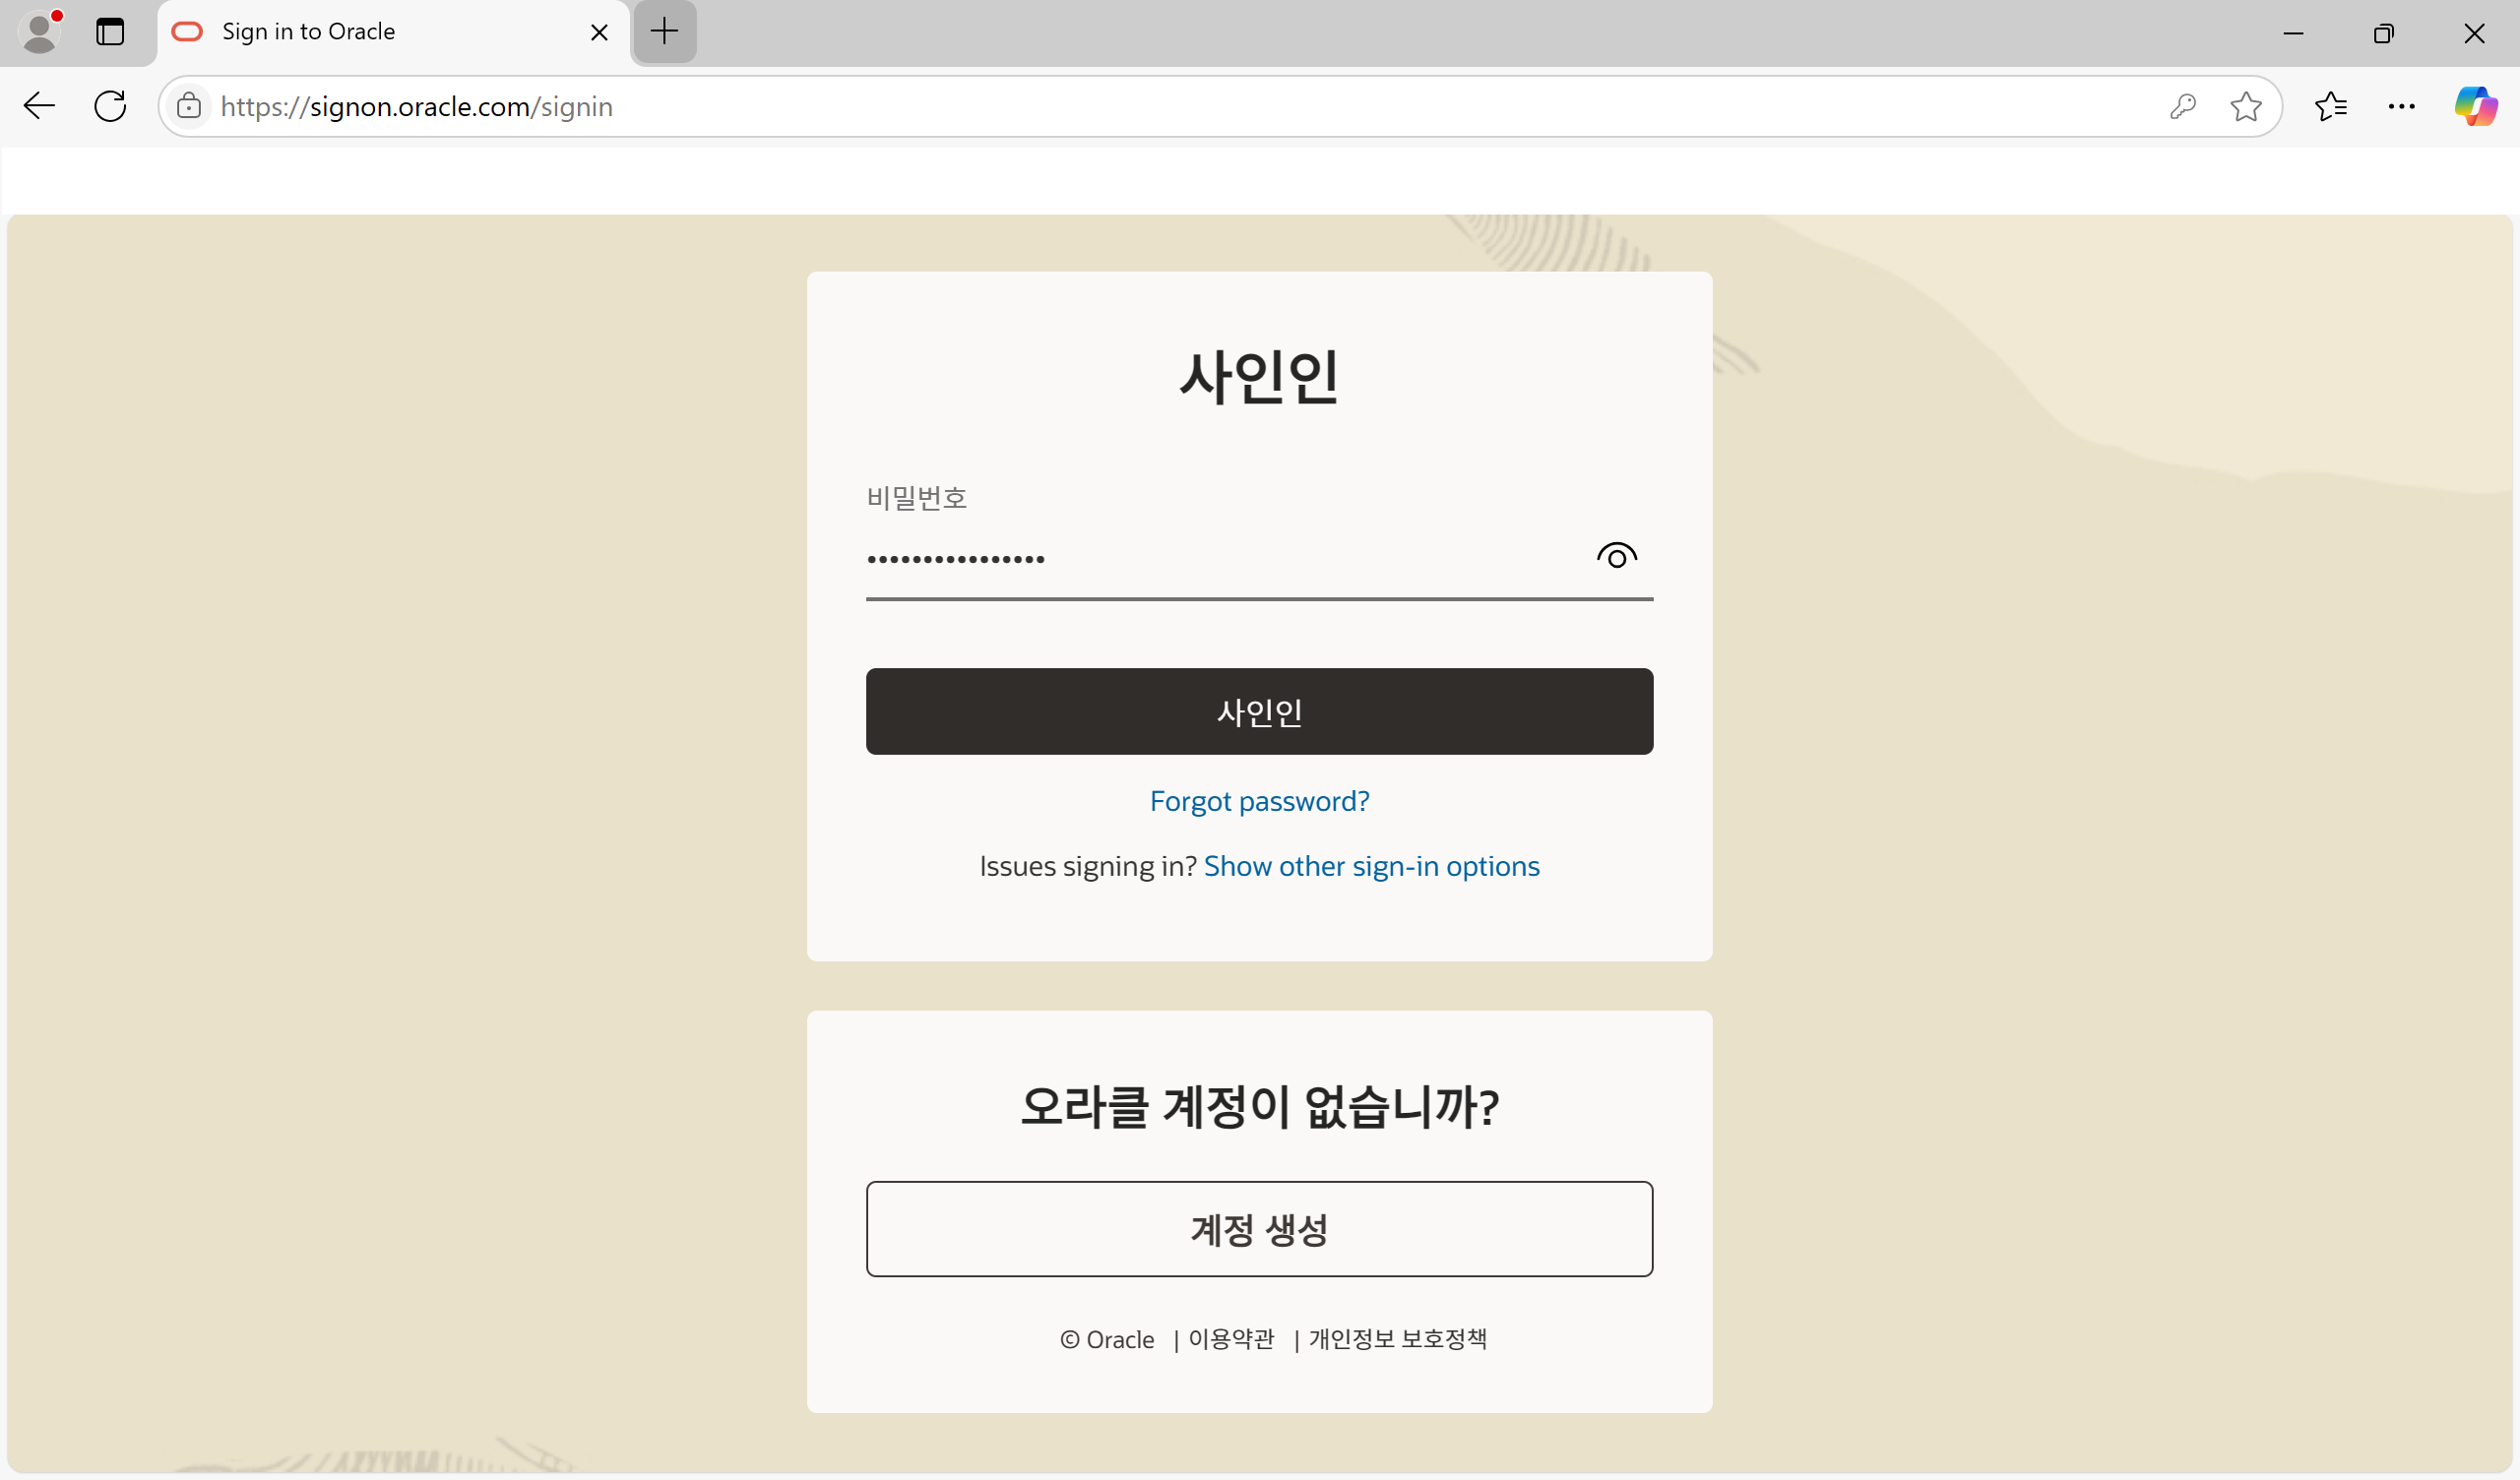 Sign in to Oracle
https://signon.oracle.com/signin
사인인
비밀번호
••••••••••••••••
사인인
Forgot password?
Issues signing in? Show other sign-in options
오라클 계정이 없습니까?
계정 생성
© Oracle | 이용약관 | 개인정보 보호정책